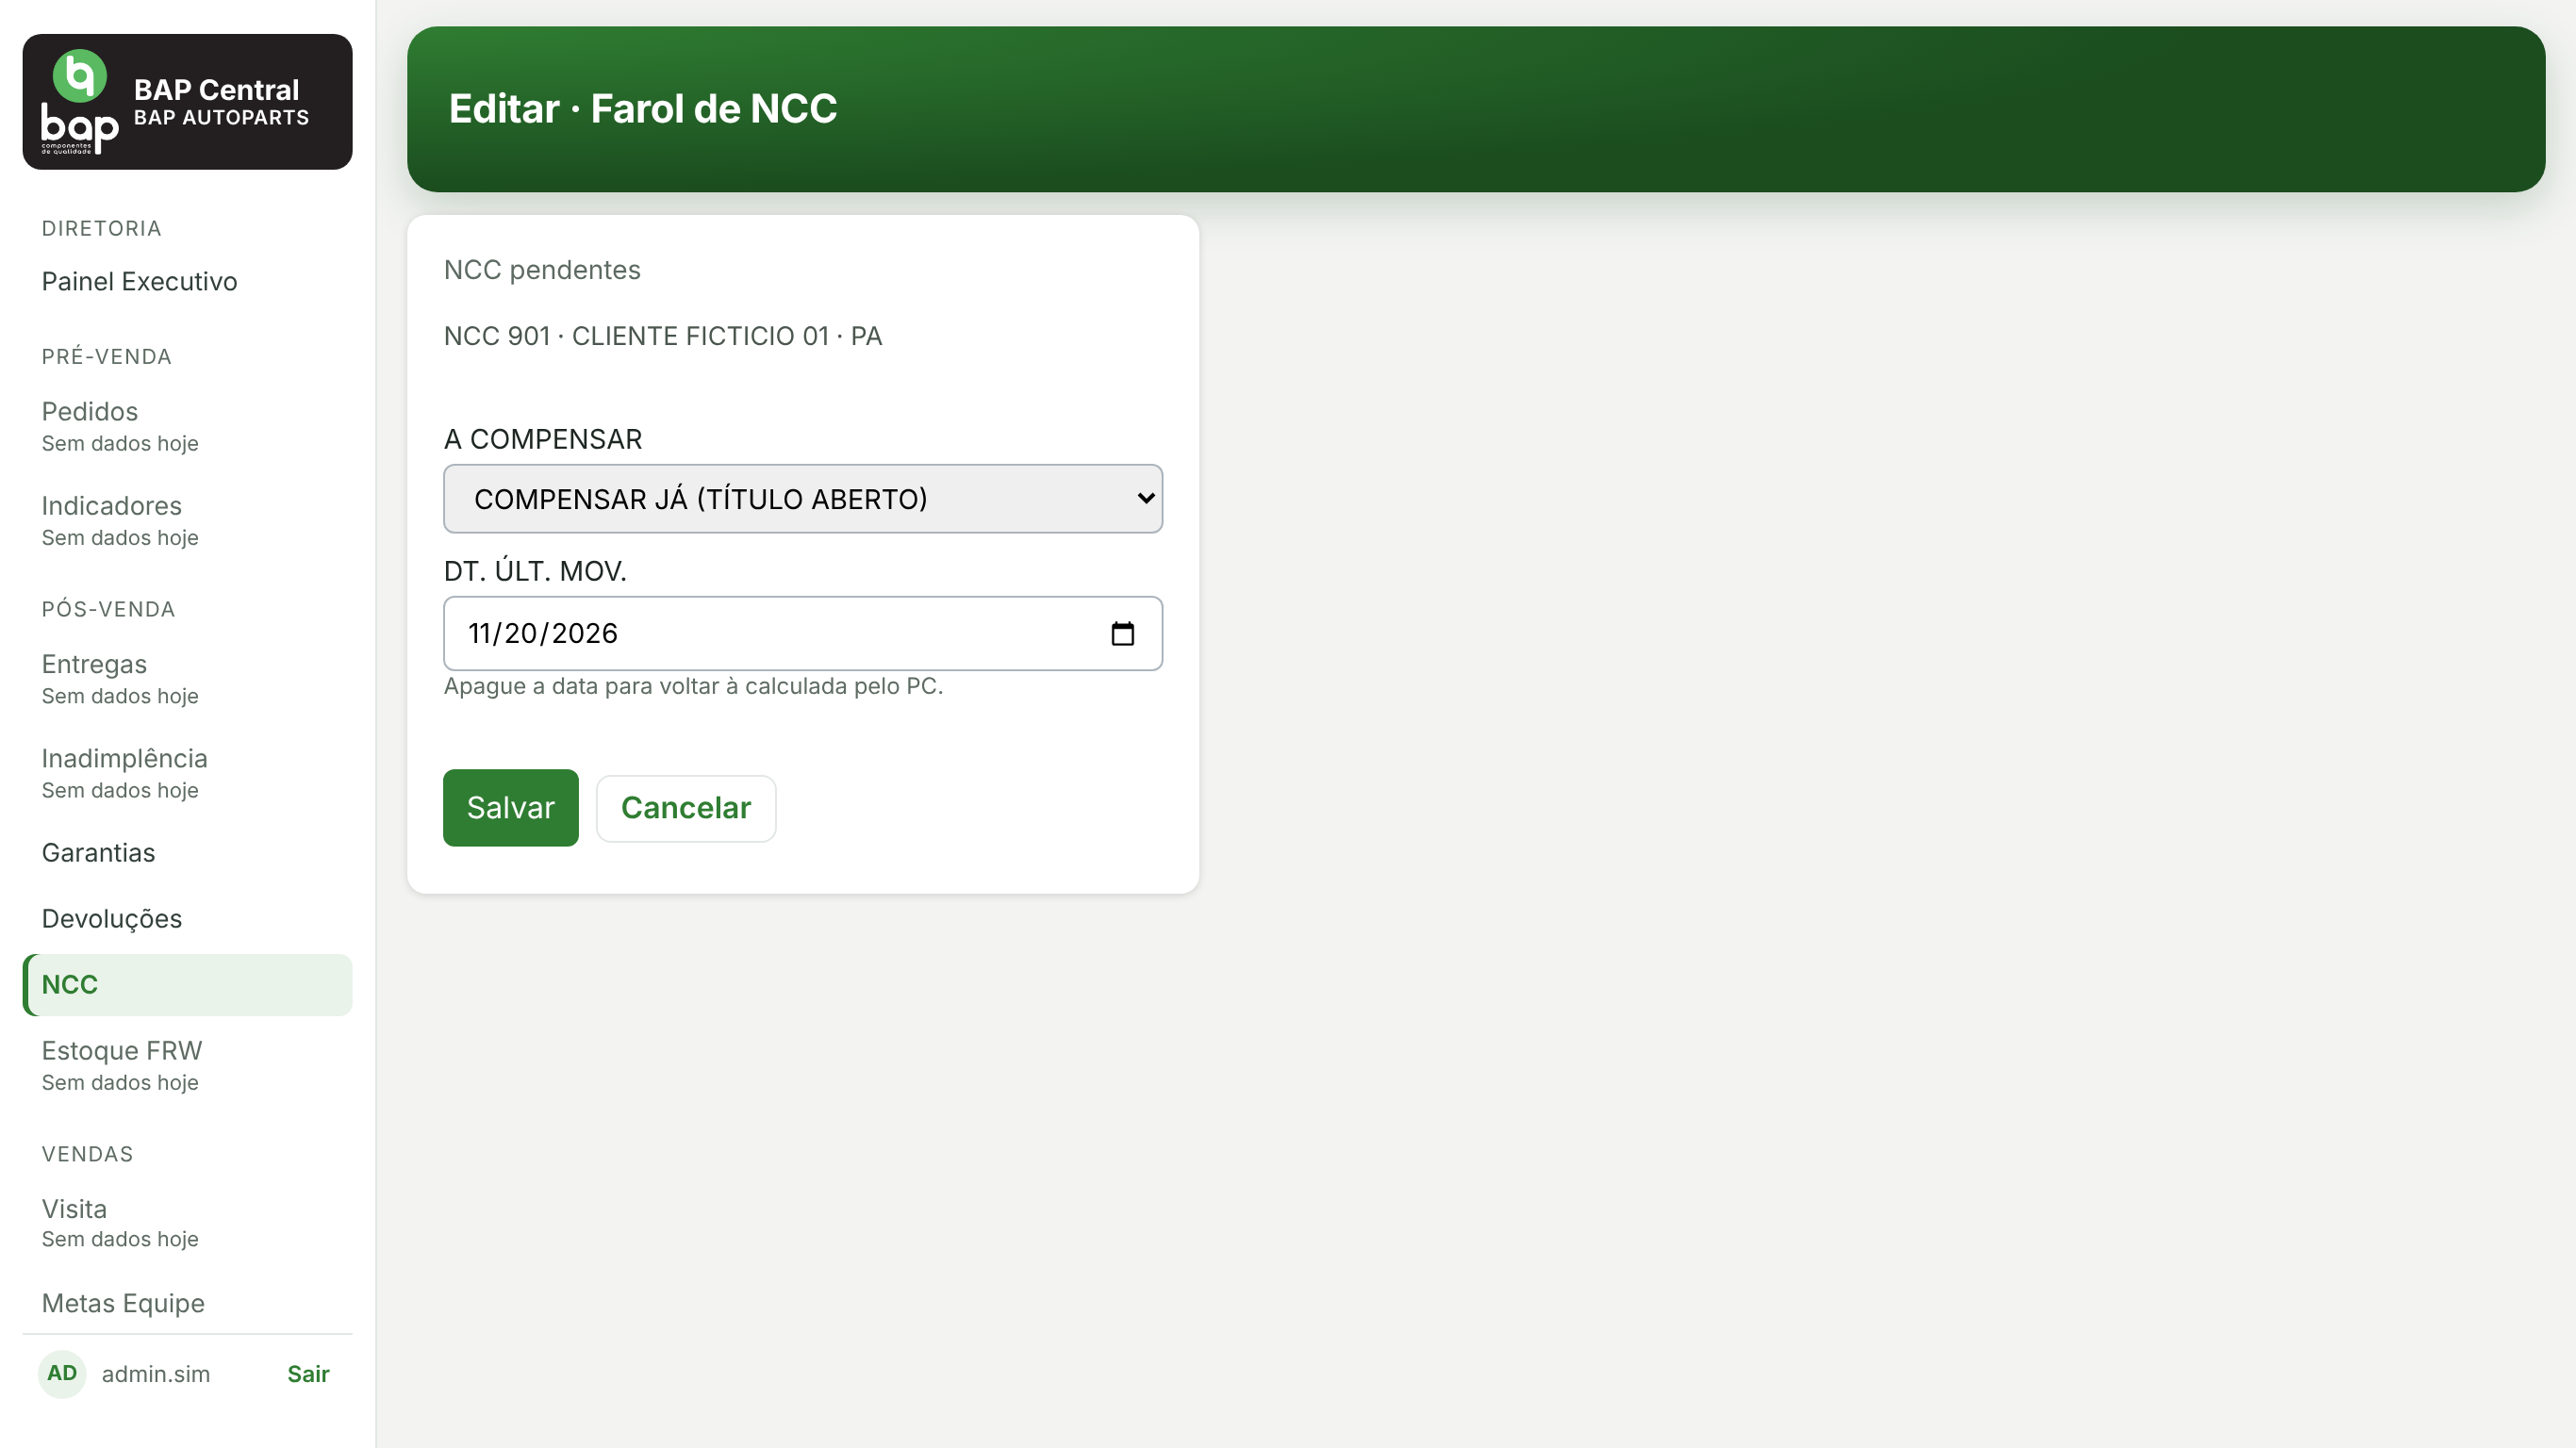 bap
componentes
de qualidade
BAP Central
BAP AUTOPARTS
DIRETORIA
Painel Executivo
PRÉ-VENDA
Pedidos
Sem dados hoje
Indicadores
Sem dados hoje
PÓS-VENDA
Entregas
Sem dados hoje
Inadimplência
Sem dados hoje
Garantias
Devoluções
NCC
Estoque FRW
Sem dados hoje
VENDAS
Visita
Sem dados hoje
Metas Equipe
AD admin.sim Sair
Editar · Farol de NCC
NCC pendentes
NCC 901 · CLIENTE FICTICIO 01 · PA
A COMPENSAR
COMPENSAR JÁ (TÍTULO ABERTO)
DT. ÚLT. MOV.
11/20/2026
Apague a data para voltar à calculada pelo PC.
Salvar Cancelar